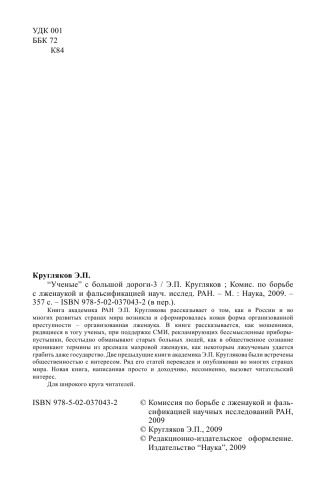 УДК 001
ББК 72
К84
Кругляков Э.П.
“Ученые” с большой дороги-3 / Э.П. Кругляков ; Комис. по борьбе
с лженаукой и фальсификацией науч. исслед. РАН. – М. : Наука, 2009. –
357 с. – ISBN 978-5-02-037043-2 (в пер.).
Книга академика РАН Э.П. Круглякова рассказывает о том, как в России и во
многих развитых странах мира возникла и сформировалась новая форма организованной
преступности – организованная лженаука. В книге рассказывается, как мошенники,
рядящиеся в тогу ученых, при поддержке СМИ, рекламирующих бессмысленные приборы-
пустышки, бесстыдно обманывают старых больных людей, как в общественное сознание
проникают термины из арсенала махровой лженауки, как некоторым лжеученым удается
грабить даже государство. Две предыдущие книги академика Э.П. Круглякова были встречены
общественностью с интересом. Ряд его статей переведен и опубликован во многих странах
мира. Новая книга, написанная просто и доходчиво, несомненно, вызовет читательский
интерес.
Для широкого круга читателей.
ISBN 978-5-02-037043-2
© Комиссия по борьбе с лженаукой и фаль-
сификацией научных исследований РАН,
2009
© Кругляков Э.П., 2009
© Редакционно-издательское оформление.
Издательство “Наука”, 2009